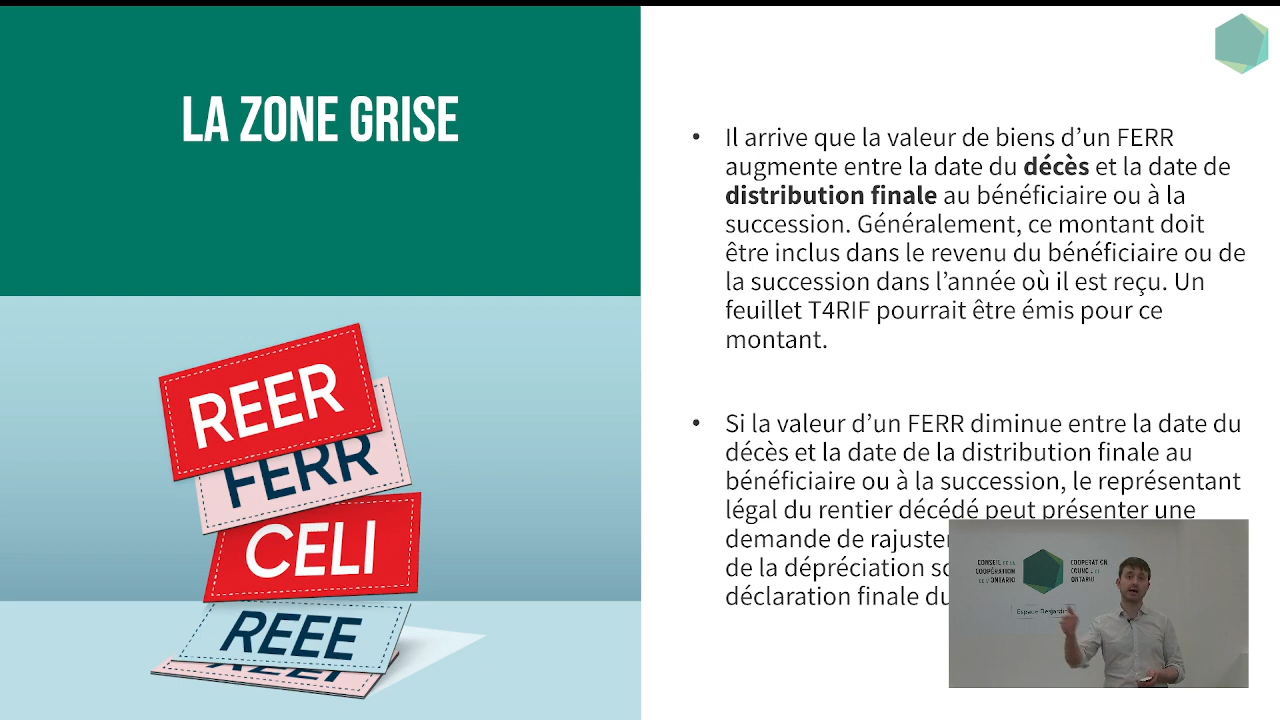 LA ZONE GRISE
• Il arrive que la valeur de biens d’un FERR
augmente entre la date du décès et la date de
distribution finale au bénéficiaire ou à la
succession. Généralement, ce montant doit
être inclus dans le revenu du bénéficiaire ou de
la succession dans l’année où il est reçu. Un
feuillet T4RIF pourrait être émis pour ce
montant.
• Si la valeur d’un FERR diminue entre la date du
décès et la date de la distribution finale au
bénéficiaire ou à la succession, le représentant
légal du rentier décédé peut présenter une
demande de rajuste
de la dépréciation
déclaration finale du
REER
FERR
CELI
REEE
CONSEIL DE LA
COOPÉRATION
DE L'ONTARIO
COOPERATION
COUNCIL OF
ONTARIO
Espace Desjardins